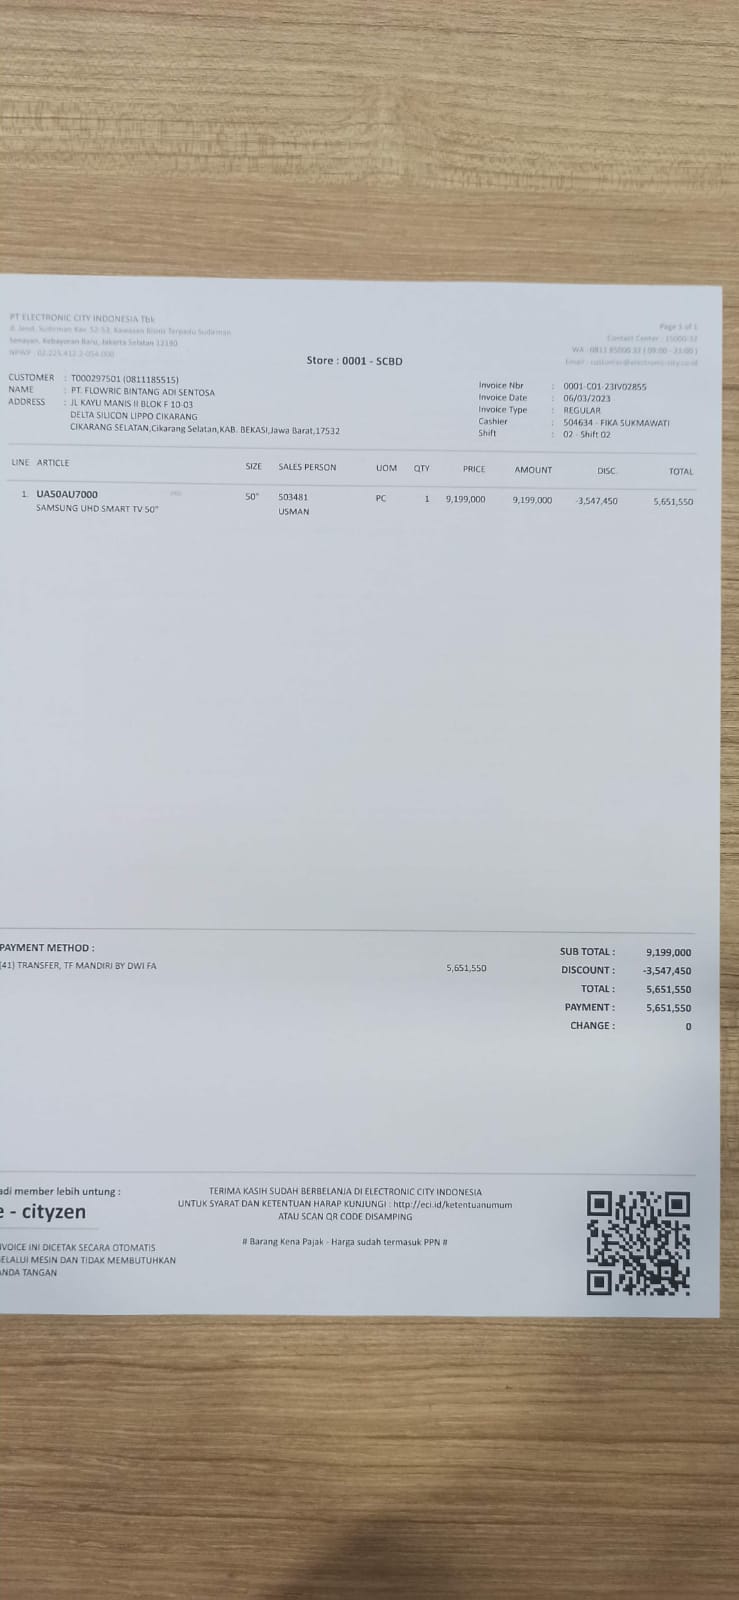 PT ELECTRONIC CITY INDONESIA Tbk
Jl. Jend. Sudirman Kav. 52-53, Kawasan Bisnis Terpadu Sudirman
Senayan, Kebayoran Baru, Jakarta Selatan 12190
NPWP : 02.225.412.2-054.000
Page 1 of 1
Contact Center : 15000 32
WA : 0811 95000 32 ( 09:00 - 21:00 )
Email : customer@electronic-city.co.id
Store : 0001 - SCBD
CUSTOMER : T000297501 (0811185515)
NAME : PT. FLOWRIC BINTANG ADI SENTOSA
ADDRESS : JL KAYU MANIS II BLOK F 10-03
DELTA SILICON LIPPO CIKARANG
CIKARANG SELATAN,Cikarang Selatan,KAB. BEKASI,Jawa Barat,17532
Invoice Nbr : 0001-C01-23IV02855
Invoice Date : 06/03/2023
Invoice Type : REGULAR
Cashier : 504634 - FIKA SUKMAWATI
Shift : 02 - Shift 02
LINE ARTICLE SIZE SALES PERSON UOM QTY PRICE AMOUNT DISC. TOTAL
1. UA50AU7000 50" 503481 PC 1 9,199,000 9,199,000 -3,547,450 5,651,550
SAMSUNG UHD SMART TV 50" USMAN
PAYMENT METHOD :
(41) TRANSFER, TF MANDIRI BY DWI FA 5,651,550
SUB TOTAL : 9,199,000
DISCOUNT : -3,547,450
TOTAL : 5,651,550
PAYMENT : 5,651,550
CHANGE : 0
adi member lebih untung :
e - cityzen
NVOICE INI DICETAK SECARA OTOMATIS
ELALUI MESIN DAN TIDAK MEMBUTUHKAN
ANDA TANGAN
TERIMA KASIH SUDAH BERBELANJA DI ELECTRONIC CITY INDONESIA
UNTUK SYARAT DAN KETENTUAN HARAP KUNJUNGI : http://eci.id/ketentuanumum
ATAU SCAN QR CODE DISAMPING
# Barang Kena Pajak - Harga sudah termasuk PPN #